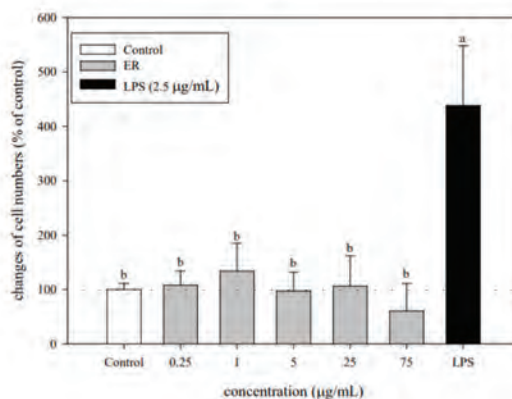 600
500
400
300
200
100
0
changes of cell numbers (% of control)
Control
ER
LPS (2.5 μg/mL)
b
b
b
b
b
b
a
Control
0.25
1
5
25
75
LPS
concentration (μg/mL)